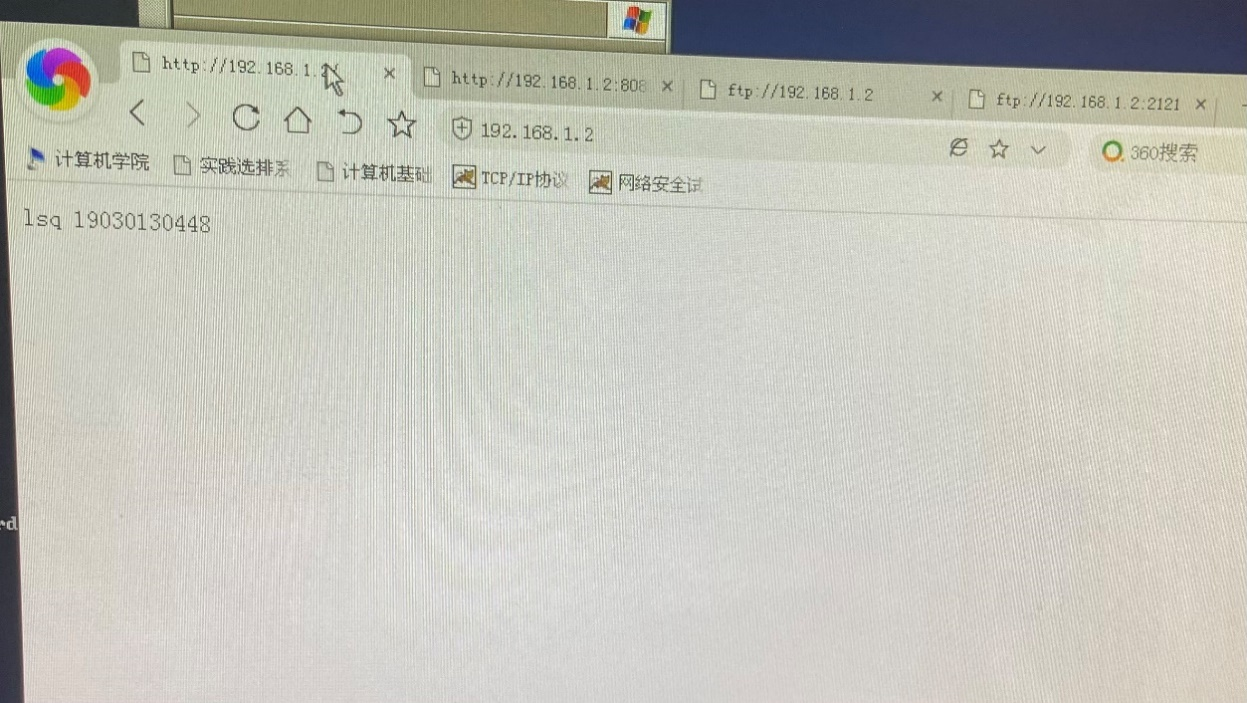 http://192.168.1.
http://192.168.1.2:808
ftp://192.168.1.2
ftp://192.168.1.2:2121
192.168.1.2
360搜索
计算机学院
实践选排系
计算机基础
TCP/IP协议
网络安全试
lsq 19030130448
rd